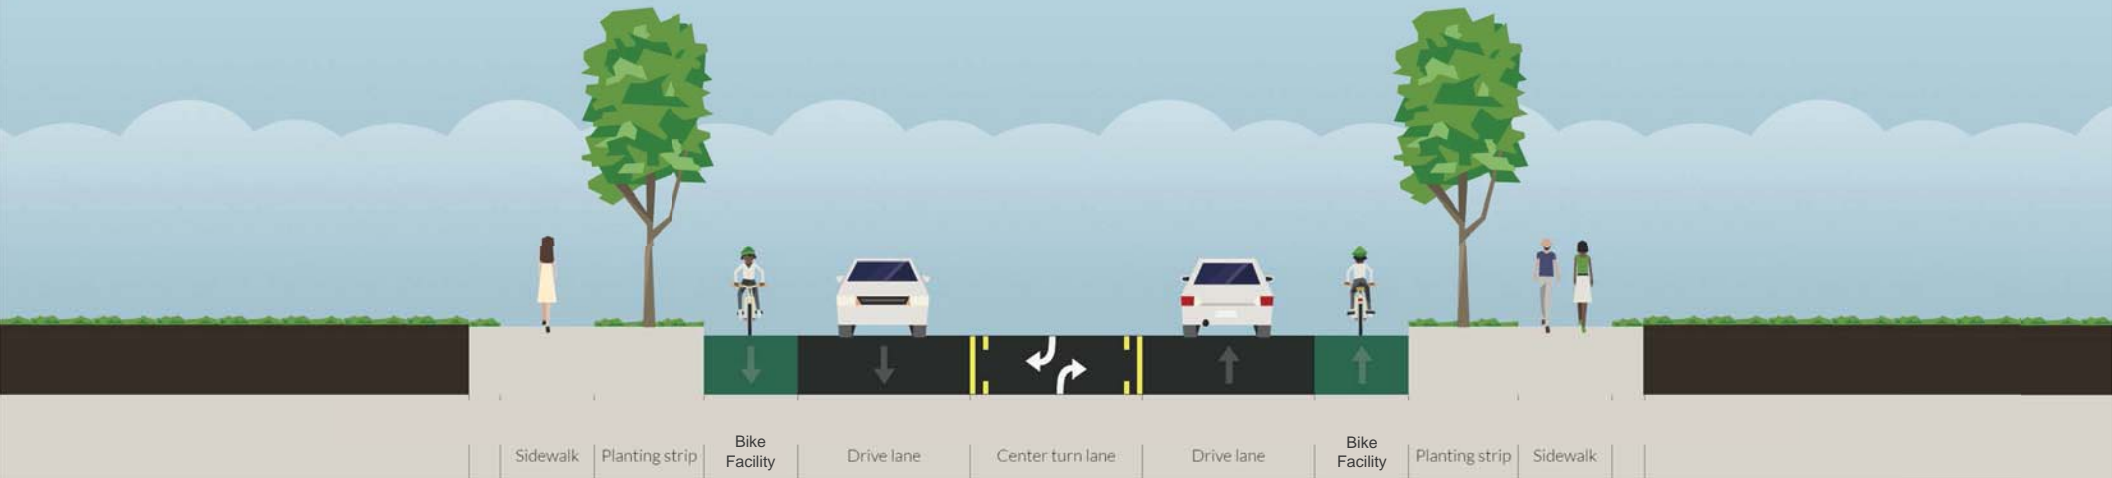 Sidewalk
Planting strip
Bike
Facility
Drive lane
Center turn lane
Drive lane
Bike
Facility
Planting strip
Sidewalk